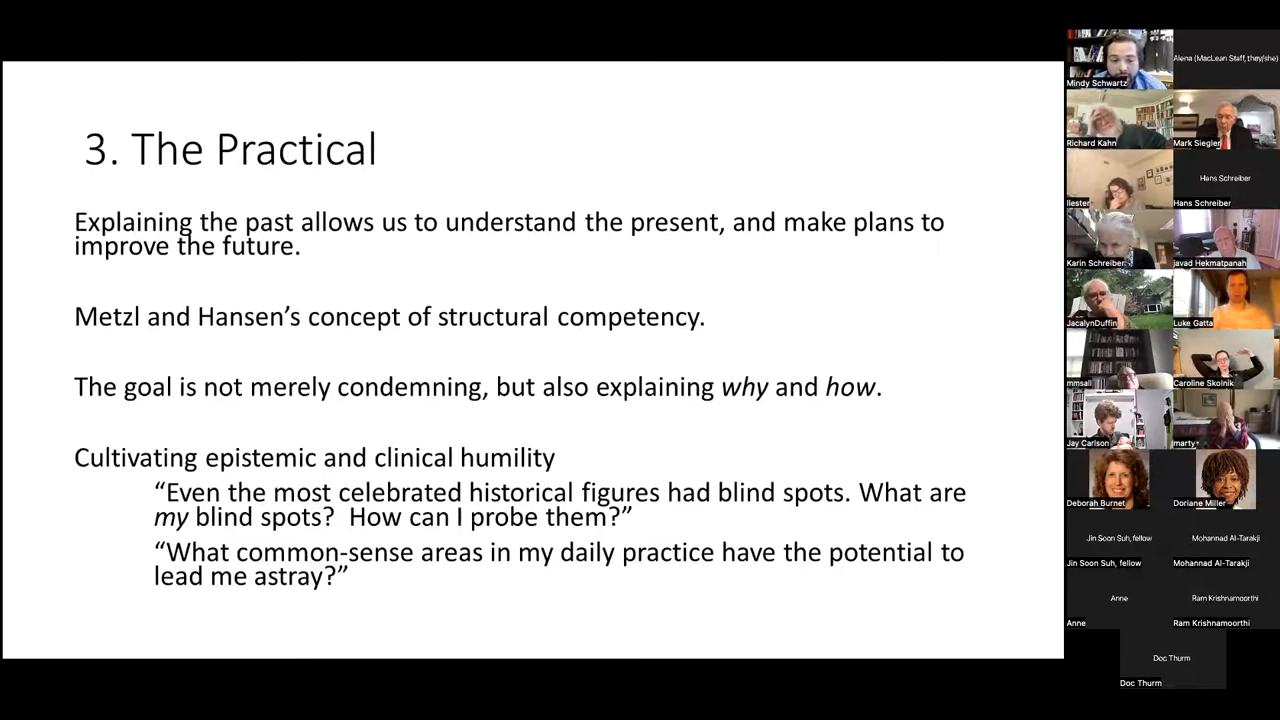 3. The Practical
Explaining the past allows us to understand the present, and make plans to
improve the future.
Metzl and Hansen’s concept of structural competency.
The goal is not merely condemning, but also explaining why and how.
Cultivating epistemic and clinical humility
“Even the most celebrated historical figures had blind spots. What are
my blind spots?  How can I probe them?”
“What common-sense areas in my daily practice have the potential to
lead me astray?”
Mindy Schwartz
Alena (MacLean Staff, they/she)
Richard Kahn
Mark Siegler
llester
Hans Schreiber
Hans Schreiber
Karin Schreiber
javad Hekmatpanah
JacalynDuffin
Luke Gatta
mmsall
Caroline Skolnik
Jay Carlson
marty
Deborah Burnet
Doriane Miller
Jin Soon Suh, fellow
Jin Soon Suh, fellow
Mohannad Al-Tarakji
Mohannad Al-Tarakji
Anne
Anne
Ram Krishnamoorthi
Ram Krishnamoorthi
Doc Thurm
Doc Thurm